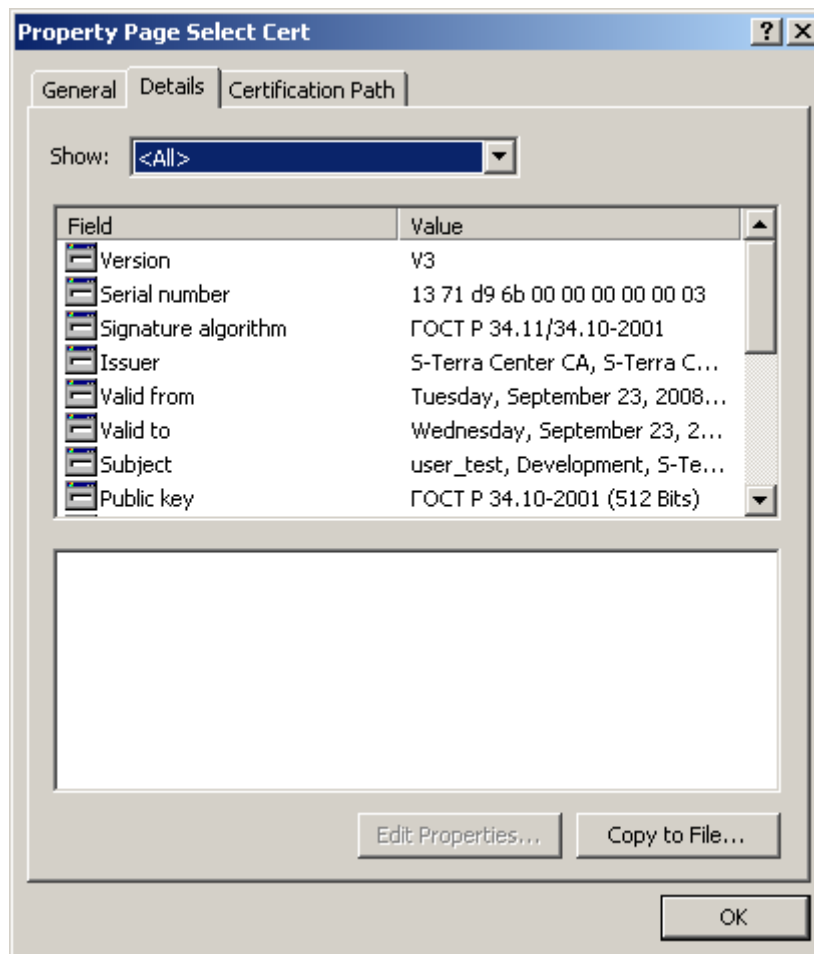 Property Page Select Cert
General Details Certification Path
Show: <All>
Field Value
Version V3
Serial number 13 71 d9 6b 00 00 00 00 00 03
Signature algorithm ГОСТ Р 34.11/34.10-2001
Issuer S-Terra Center CA, S-Terra C...
Valid from Tuesday, September 23, 2008...
Valid to Wednesday, September 23, 2...
Subject user_test, Development, S-Te...
Public key ГОСТ Р 34.10-2001 (512 Bits)
Edit Properties... Copy to File...
OK